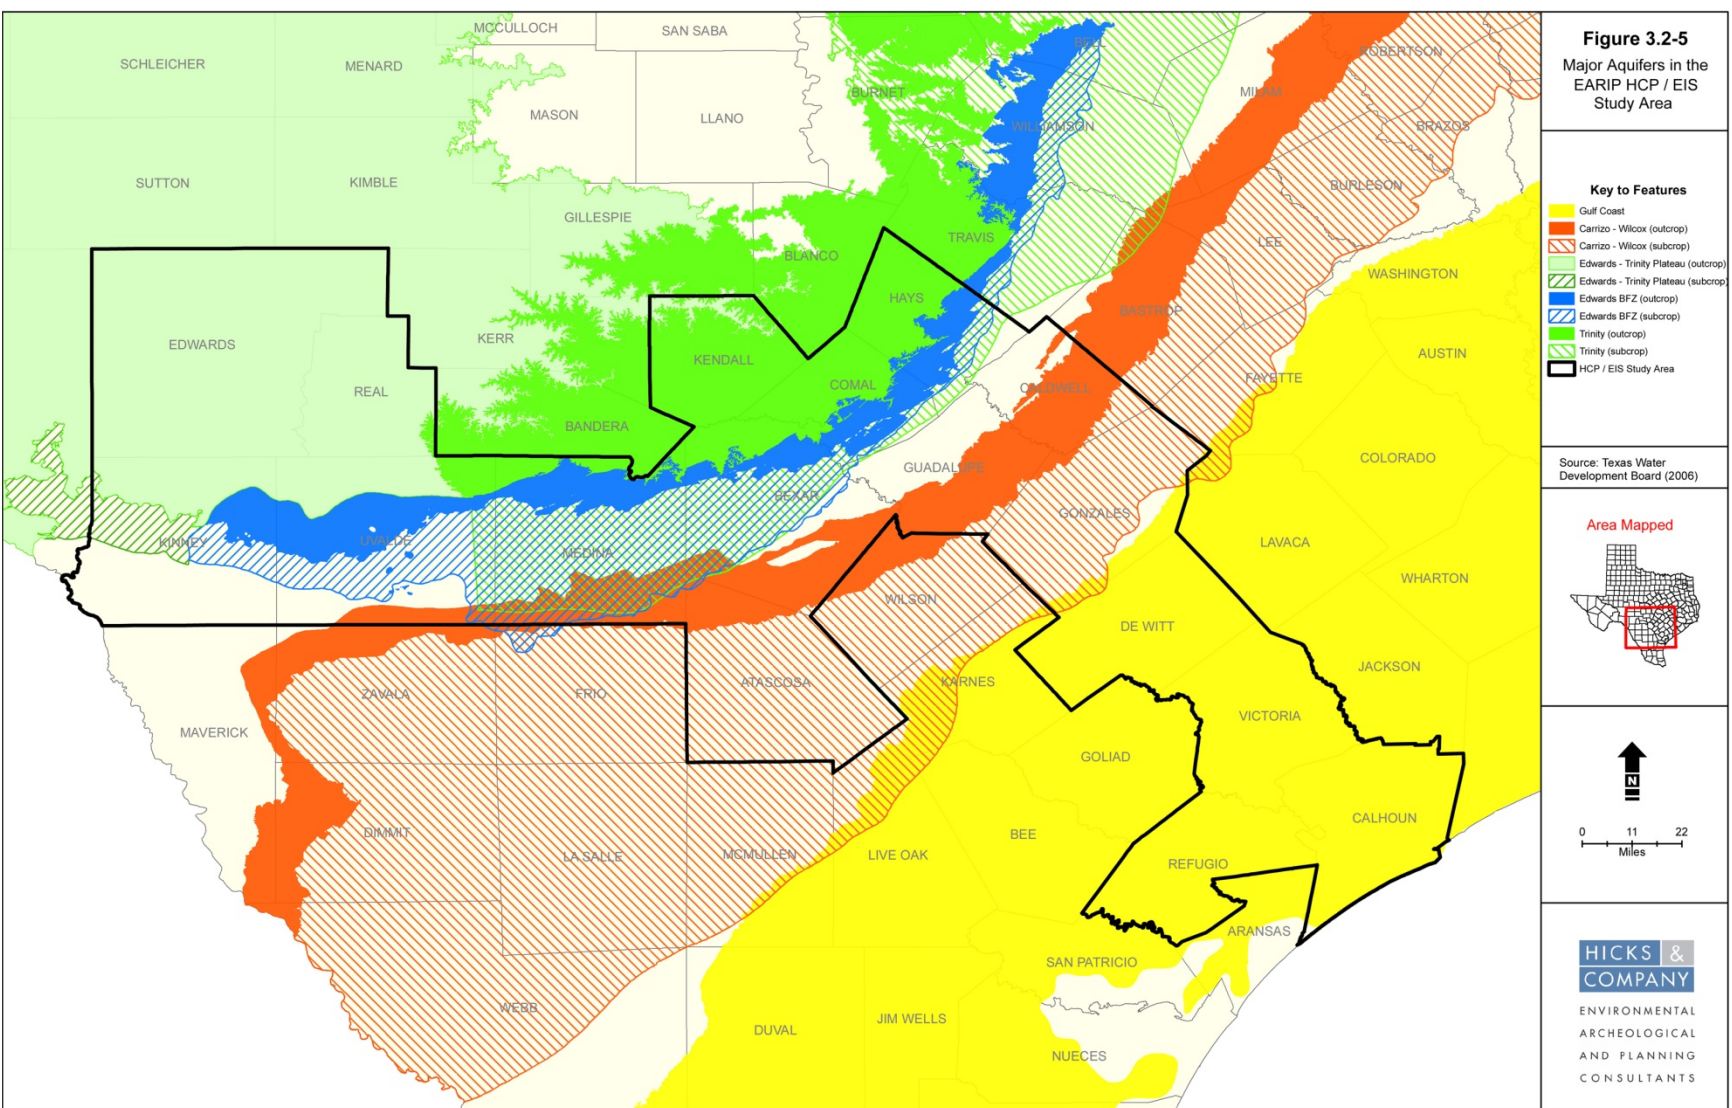 SCHLEICHER
MENARD
MCCULLOCH
SAN SABA
MASON
LLANO
BURNET
BELL
WILLIAMSON
MILAM
ROBERTSON
BRAZOS
SUTTON
KIMBLE
GILLESPIE
BLANCO
TRAVIS
BURLESON
LEE
WASHINGTON
EDWARDS
REAL
KERR
KENDALL
HAYS
COMAL
BANDERA
BASTROP
CALDWELL
FAYETTE
AUSTIN
KINNEY
UVALDE
MEDINA
BEXAR
GUADALUPE
GONZALES
COLORADO
LAVACA
WHARTON
WILSON
DE WITT
JACKSON
MAVERICK
ZAVALA
FRIO
ATASCOSA
KARNES
VICTORIA
GOLIAD
CALHOUN
DIMMIT
LA SALLE
MCMULLEN
LIVE OAK
BEE
REFUGIO
ARANSAS
SAN PATRICIO
WEBB
DUVAL
JIM WELLS
NUECES
Figure 3.2-5
Major Aquifers in the
EARIP HCP / EIS
Study Area
Key to Features
Gulf Coast
Carrizo - Wilcox (outcrop)
Carrizo - Wilcox (subcrop)
Edwards - Trinity Plateau (outcrop)
Edwards - Trinity Plateau (subcrop)
Edwards BFZ (outcrop)
Edwards BFZ (subcrop)
Trinity (outcrop)
Trinity (subcrop)
HCP / EIS Study Area
Source: Texas Water
Development Board (2006)
Area Mapped
N
0 11 22
Miles
HICKS &
COMPANY
ENVIRONMENTAL
ARCHEOLOGICAL
AND PLANNING
CONSULTANTS